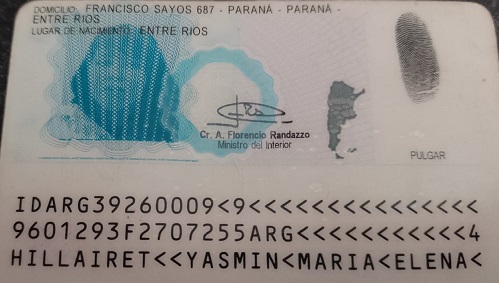 DOMICILIO: FRANCISCO SAYOS 687 - PARANÁ - PARANÁ -
ENTRE RIOS
LUGAR DE NACIMIENTO: ENTRE RIOS
Cr. A. Florencio Randazzo
Ministro del Interior
PULGAR
IDARG39260009<9<<<<<<<<<<<<<<<
9601293F2707255ARG<<<<<<<<<<<4
HILLAIRET<<YASMIN<MARIA<ELENA<